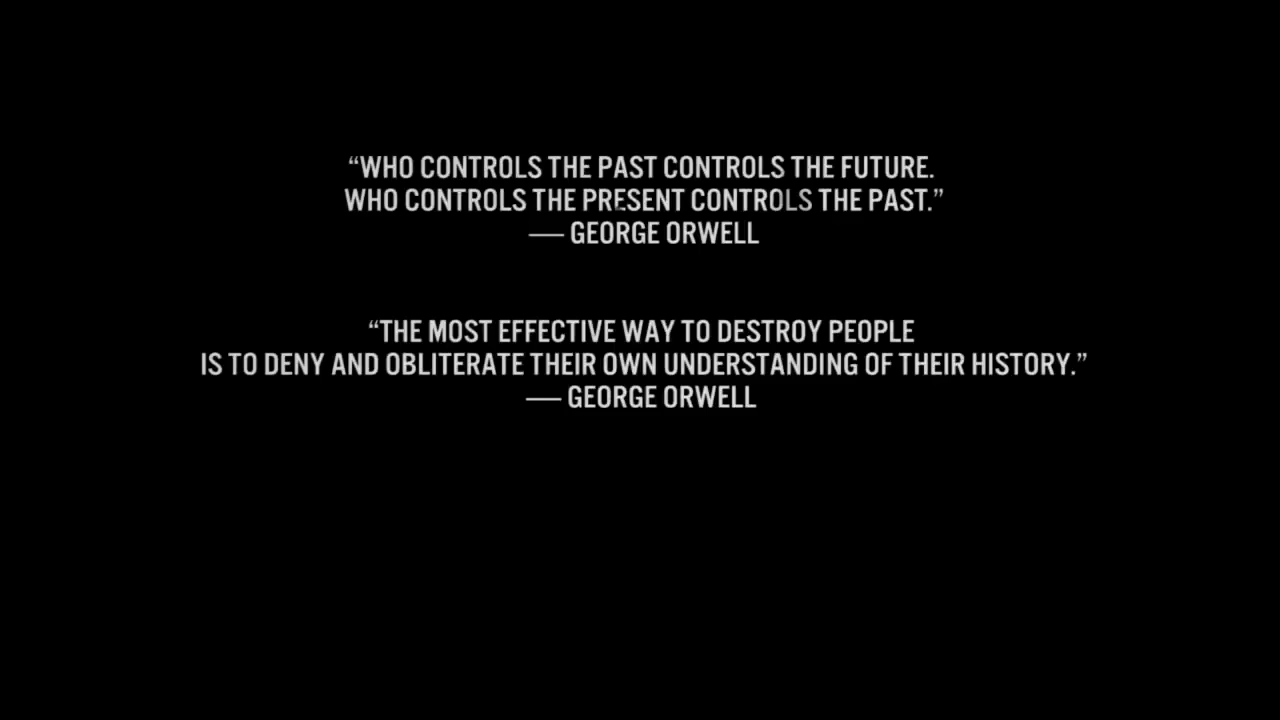 “WHO CONTROLS THE PAST CONTROLS THE FUTURE.
WHO CONTROLS THE PRESENT CONTROLS THE PAST.”
— GEORGE ORWELL
“THE MOST EFFECTIVE WAY TO DESTROY PEOPLE
IS TO DENY AND OBLITERATE THEIR OWN UNDERSTANDING OF THEIR HISTORY.”
— GEORGE ORWELL